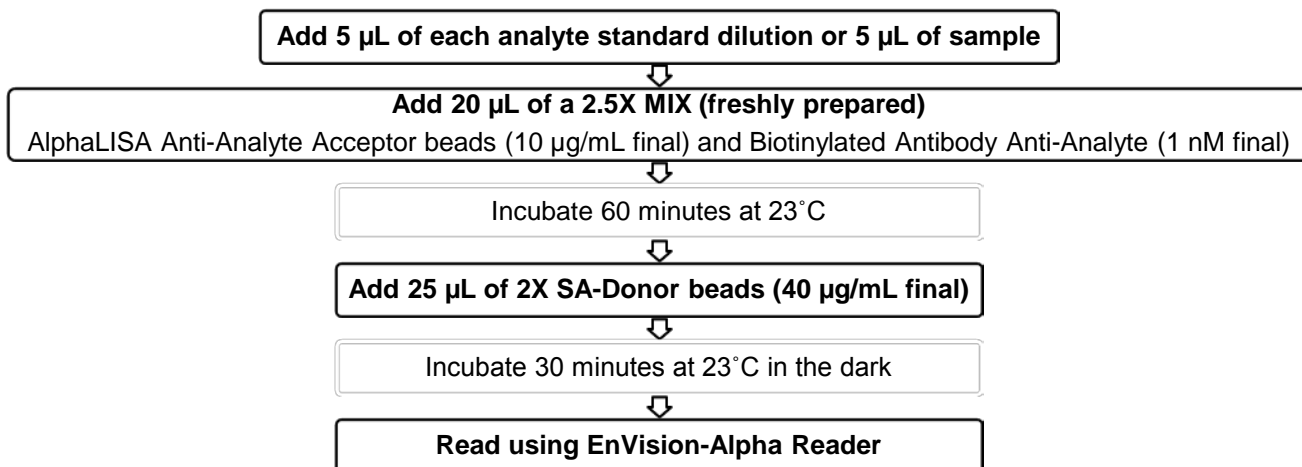 Add 5 µL of each analyte standard dilution or 5 µL of sample
Add 20 µL of a 2.5X MIX (freshly prepared)
AlphaLISA Anti-Analyte Acceptor beads (10 µg/mL final) and Biotinylated Antibody Anti-Analyte (1 nM final)
Incubate 60 minutes at 23˚C
Add 25 µL of 2X SA-Donor beads (40 µg/mL final)
Incubate 30 minutes at 23˚C in the dark
Read using EnVision-Alpha Reader